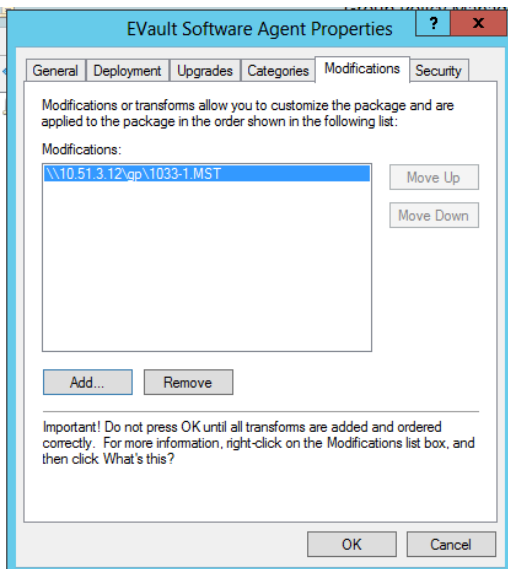 Group Policy Manag
EVault Software Agent Properties
?
x
General
Deployment
Upgrades
Categories
Modifications
Security
Modifications or transforms allow you to customize the package and are
applied to the package in the order shown in the following list:
Modifications:
\\10.51.3.12\gp\1033-1.MST
Move Up
Move Down
Add...
Remove
Important! Do not press OK until all transforms are added and ordered
correctly. For more information, right-click on the Modifications list box, and
then click What's this?
OK
Cancel